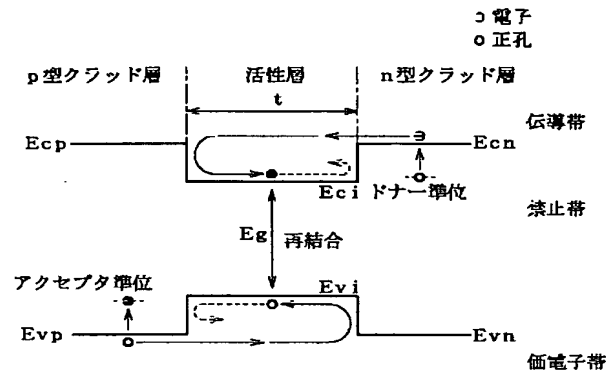 電子
正孔
p型クラッド層 活性層 n型クラッド層
t
伝導帯
Ecp Ecn
Eci ドナー準位
禁止帯
Eg 再結合
アクセプタ準位 Evi
Evp Evn
価電子帯